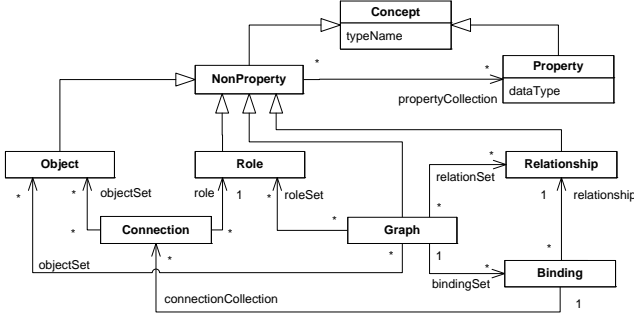 Concept
typeName
NonProperty
*
*
Property
propertyCollection
dataType
Object
Role
*
Relationship
*
*
objectSet
role
1
*
roleSet
relationSet
1
relationship
*
Connection
*
*
Graph
*
*
objectSet
*
*
1
*
Binding
bindingSet
connectionCollection
1